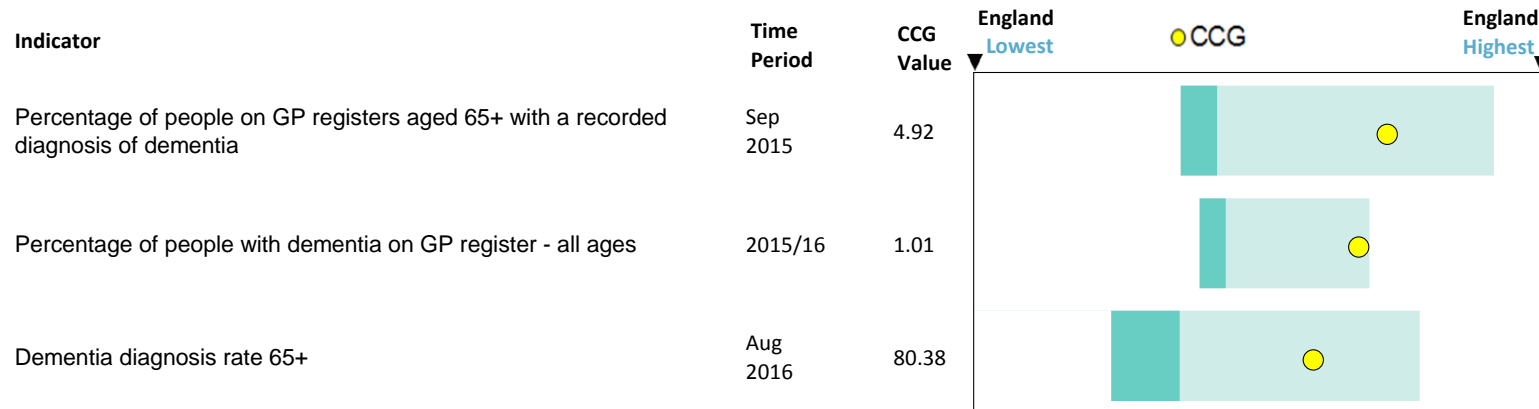 Indicator
Time
Period
CCG
Value
England
Lowest
CCG
England
Highest
Percentage of people on GP registers aged 65+ with a recorded
diagnosis of dementia
Sep
2015
4.92
Percentage of people with dementia on GP register - all ages
2015/16
1.01
Dementia diagnosis rate 65+
Aug
2016
80.38